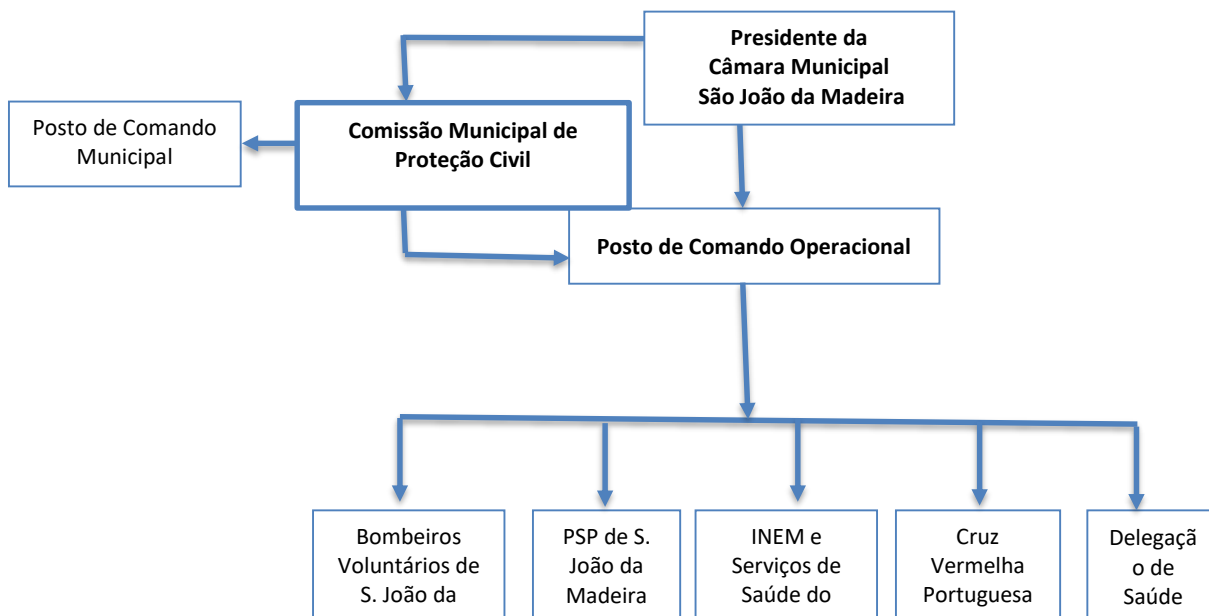 Presidente da
Câmara Municipal
São João da Madeira
Comissão Municipal de
Proteção Civil
Posto de Comando
Municipal
Posto de Comando Operacional
Bombeiros
Voluntários de
S. João da
PSP de S.
João da
Madeira
INEM e
Serviços de
Saúde do
Cruz
Vermelha
Portuguesa
Delegaçã
o de
Saúde